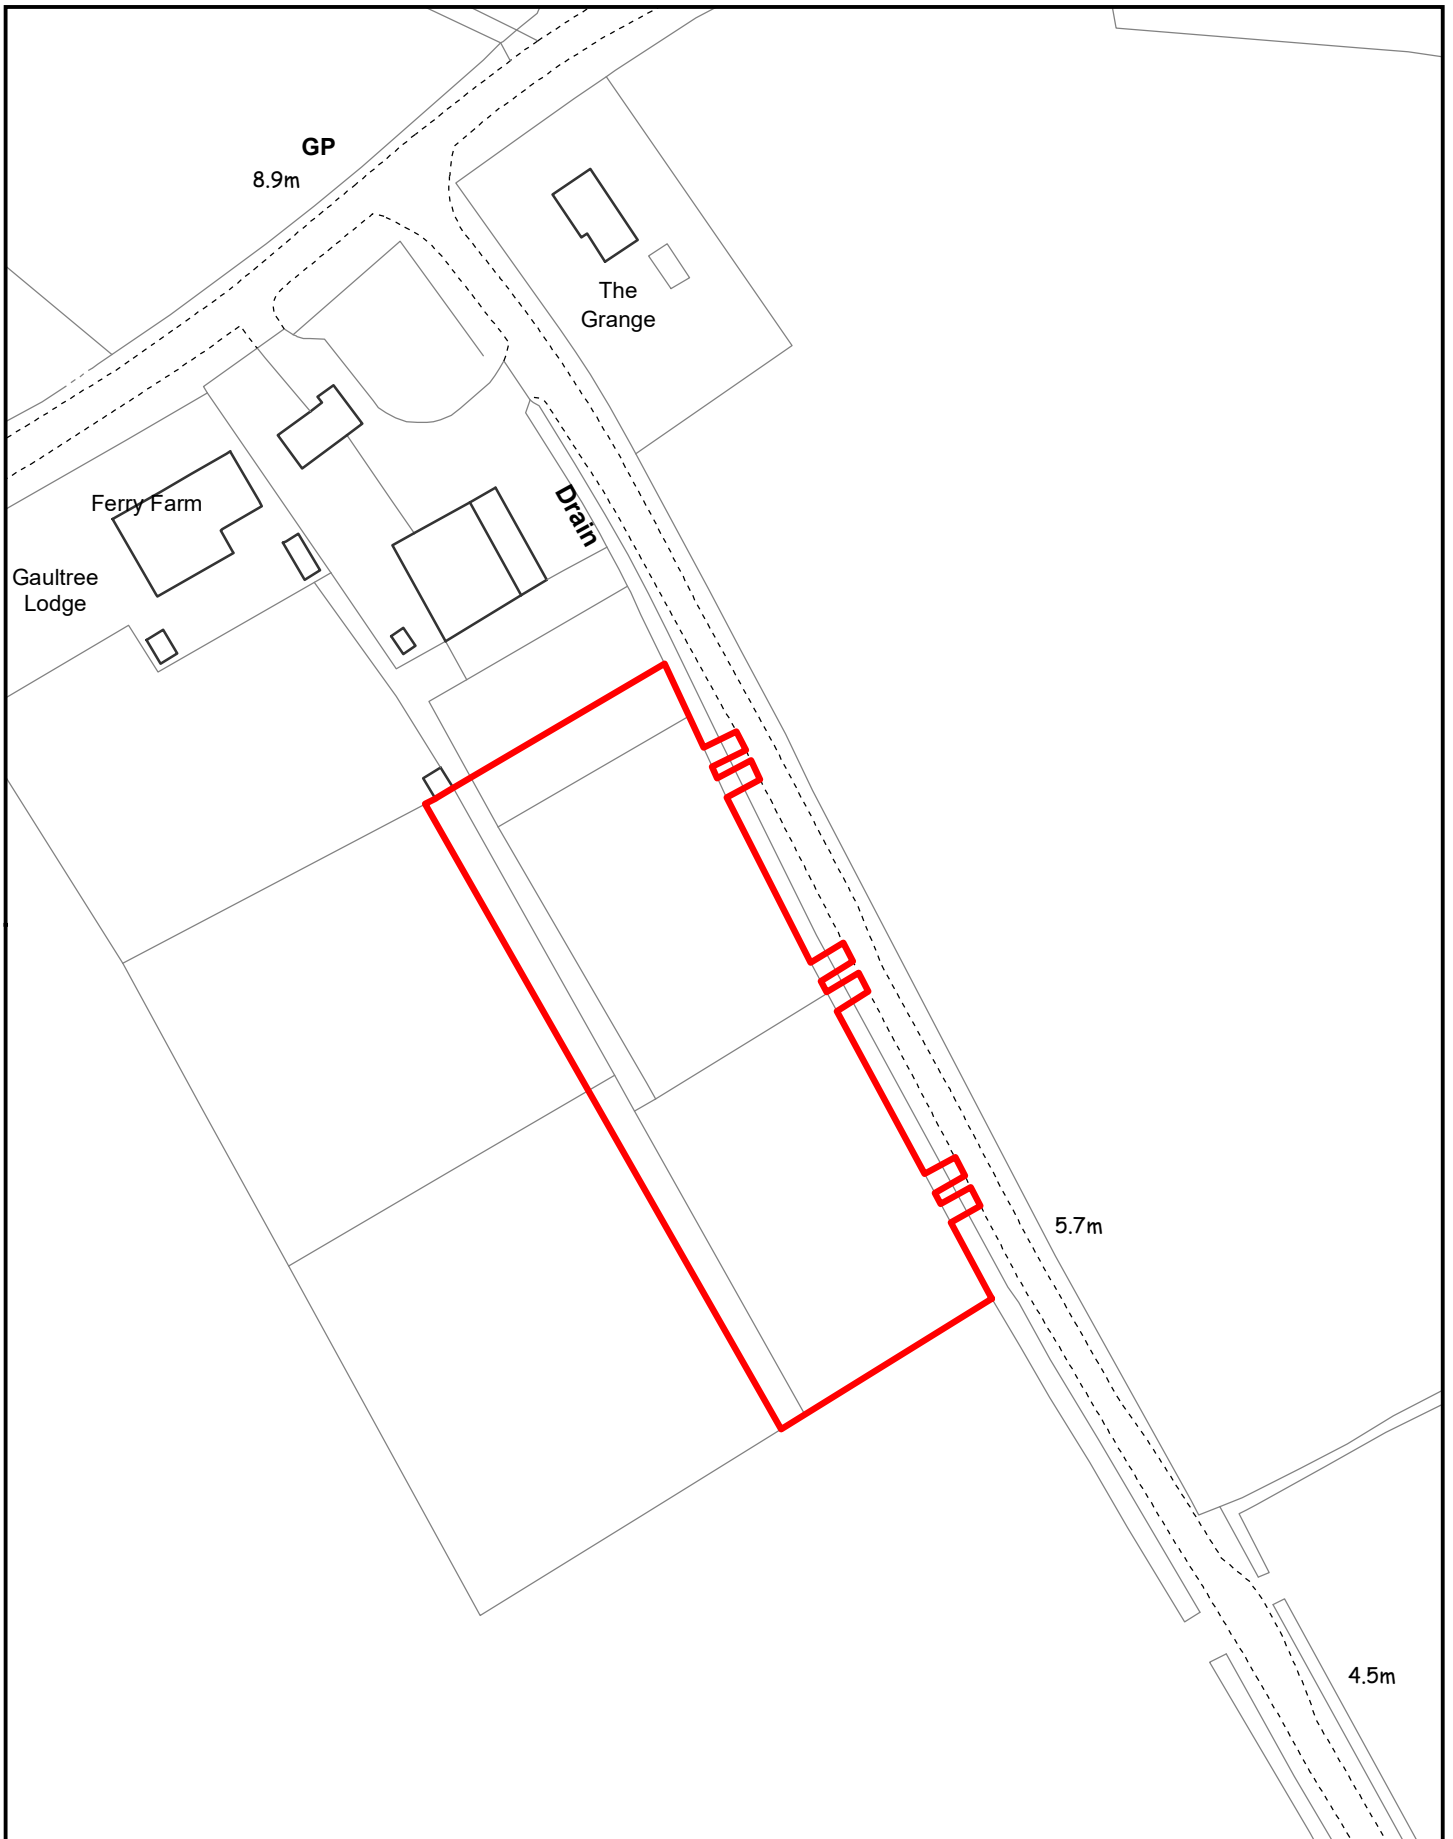 GP
8.9m
The
Grange
Ferry Farm
Drain
Gaultree
Lodge
5.7m
4.5m